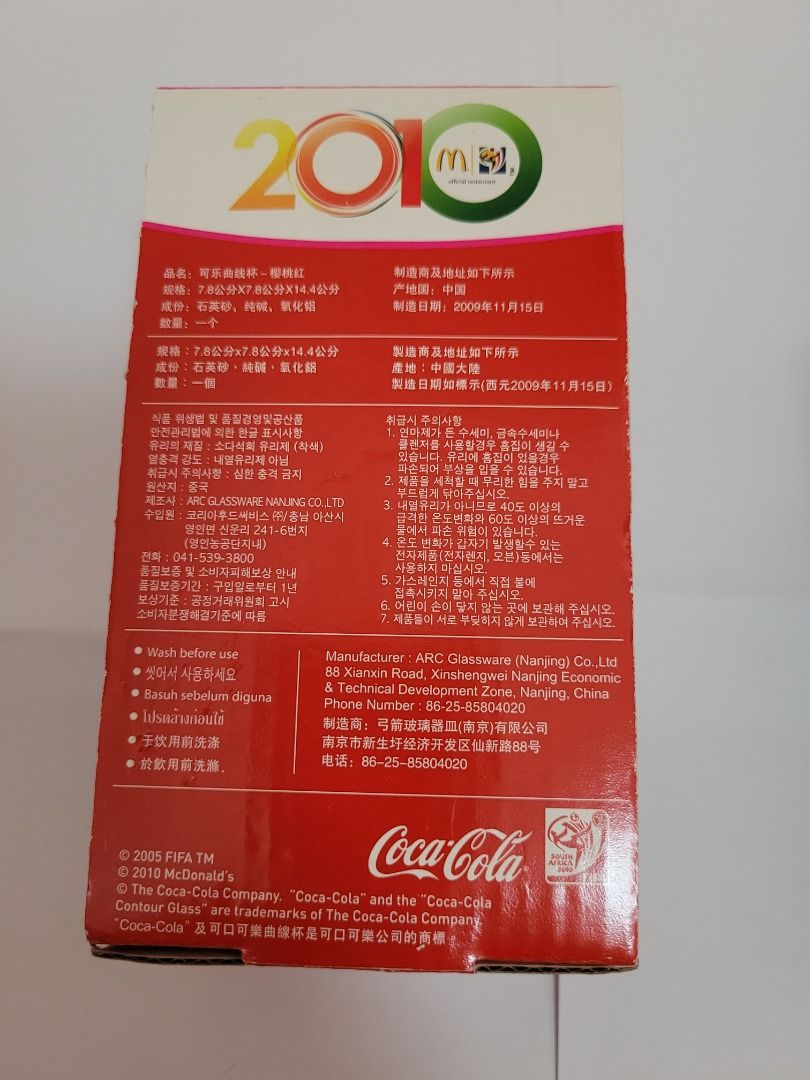 2010
M
official restaurant
TM
品名：可乐曲线杯－樱桃红
规格：7.8公分X7.8公分X14.4公分
成份：石英砂、纯碱、氧化铝
数量：一个
制造商及地址如下所示
产地国：中国
制造日期：2009年11月15日
規格：7.8公分x7.8公分x14.4公分
成份：石英砂、純碱、氧化鋁
數量：一個
製造商及地址如下所示
產地：中國大陸
製造日期如標示(西元2009年11月15日)
식품 위생법 및 품질경영및공산품
안전관리법에 의한 한글 표시사항
유리의 재질 : 소다석회 유리제 (착색)
열충격 강도 : 내열유리제 아님
취급시 주의사항 : 심한 충격 금지
원산지 : 중국
제조사 : ARC GLASSWARE NANJING CO.,LTD
수입원 : 코리아후드써비스 ㈜/충남 아산시
영인면 신운리 241-6번지
(영인농공단지내)
전화 : 041-539-3800
품질보증 및 소비자피해보상 안내
품질보증기간 : 구입일로부터 1년
보상기준 : 공정거래위원회 고시
소비자분쟁해결기준에 따름
취급시 주의사항
1. 연마제가 든 수세미, 금속수세미나
클렌저를 사용할경우 흠집이 생길 수
있습니다. 유리에 흠집이 있을경우
파손되어 부상을 입을 수 있습니다.
2. 제품을 세척할 때 무리한 힘을 주지 말고
부드럽게 닦아주십시오.
3. 내열유리가 아니므로 40도 이상의
급격한 온도변화와 60도 이상의 뜨거운
물에서 파손 위험이 있습니다.
4. 온도 변화가 갑자기 발생할수 있는
전자제품(전자렌지, 오븐)등에서는
사용하지 마십시오.
5. 가스레인지 등에서 직접 불에
접촉시키지 말아 주십시오.
6. 어린이 손이 닿지 않는 곳에 보관해 주십시오.
7. 제품들이 서로 부딪히지 않게 보관하여 주십시오.
● Wash before use
● 씻어서 사용하세요
● Basuh sebelum diguna
● โปรดล้างก่อนใช้
● 于饮用前洗涤
● 於飲用前洗滌.
Manufacturer : ARC Glassware (Nanjing) Co.,Ltd
88 Xianxin Road, Xinshengwei Nanjing Economic
& Technical Development Zone, Nanjing, China
Phone Number : 86-25-85804020
制造商：弓箭玻璃器皿(南京)有限公司
南京市新生圩经济开发区仙新路88号
电话：86-25-85804020
Coca-Cola
SOUTH
AFRICA
2010
© 2005 FIFA TM
© 2010 McDonald's
© The Coca-Cola Company. "Coca-Cola" and the "Coca-Cola
Contour Glass" are trademarks of The Coca-Cola Company
"Coca-Cola" 及可口可樂曲線杯是可口可樂公司的商標